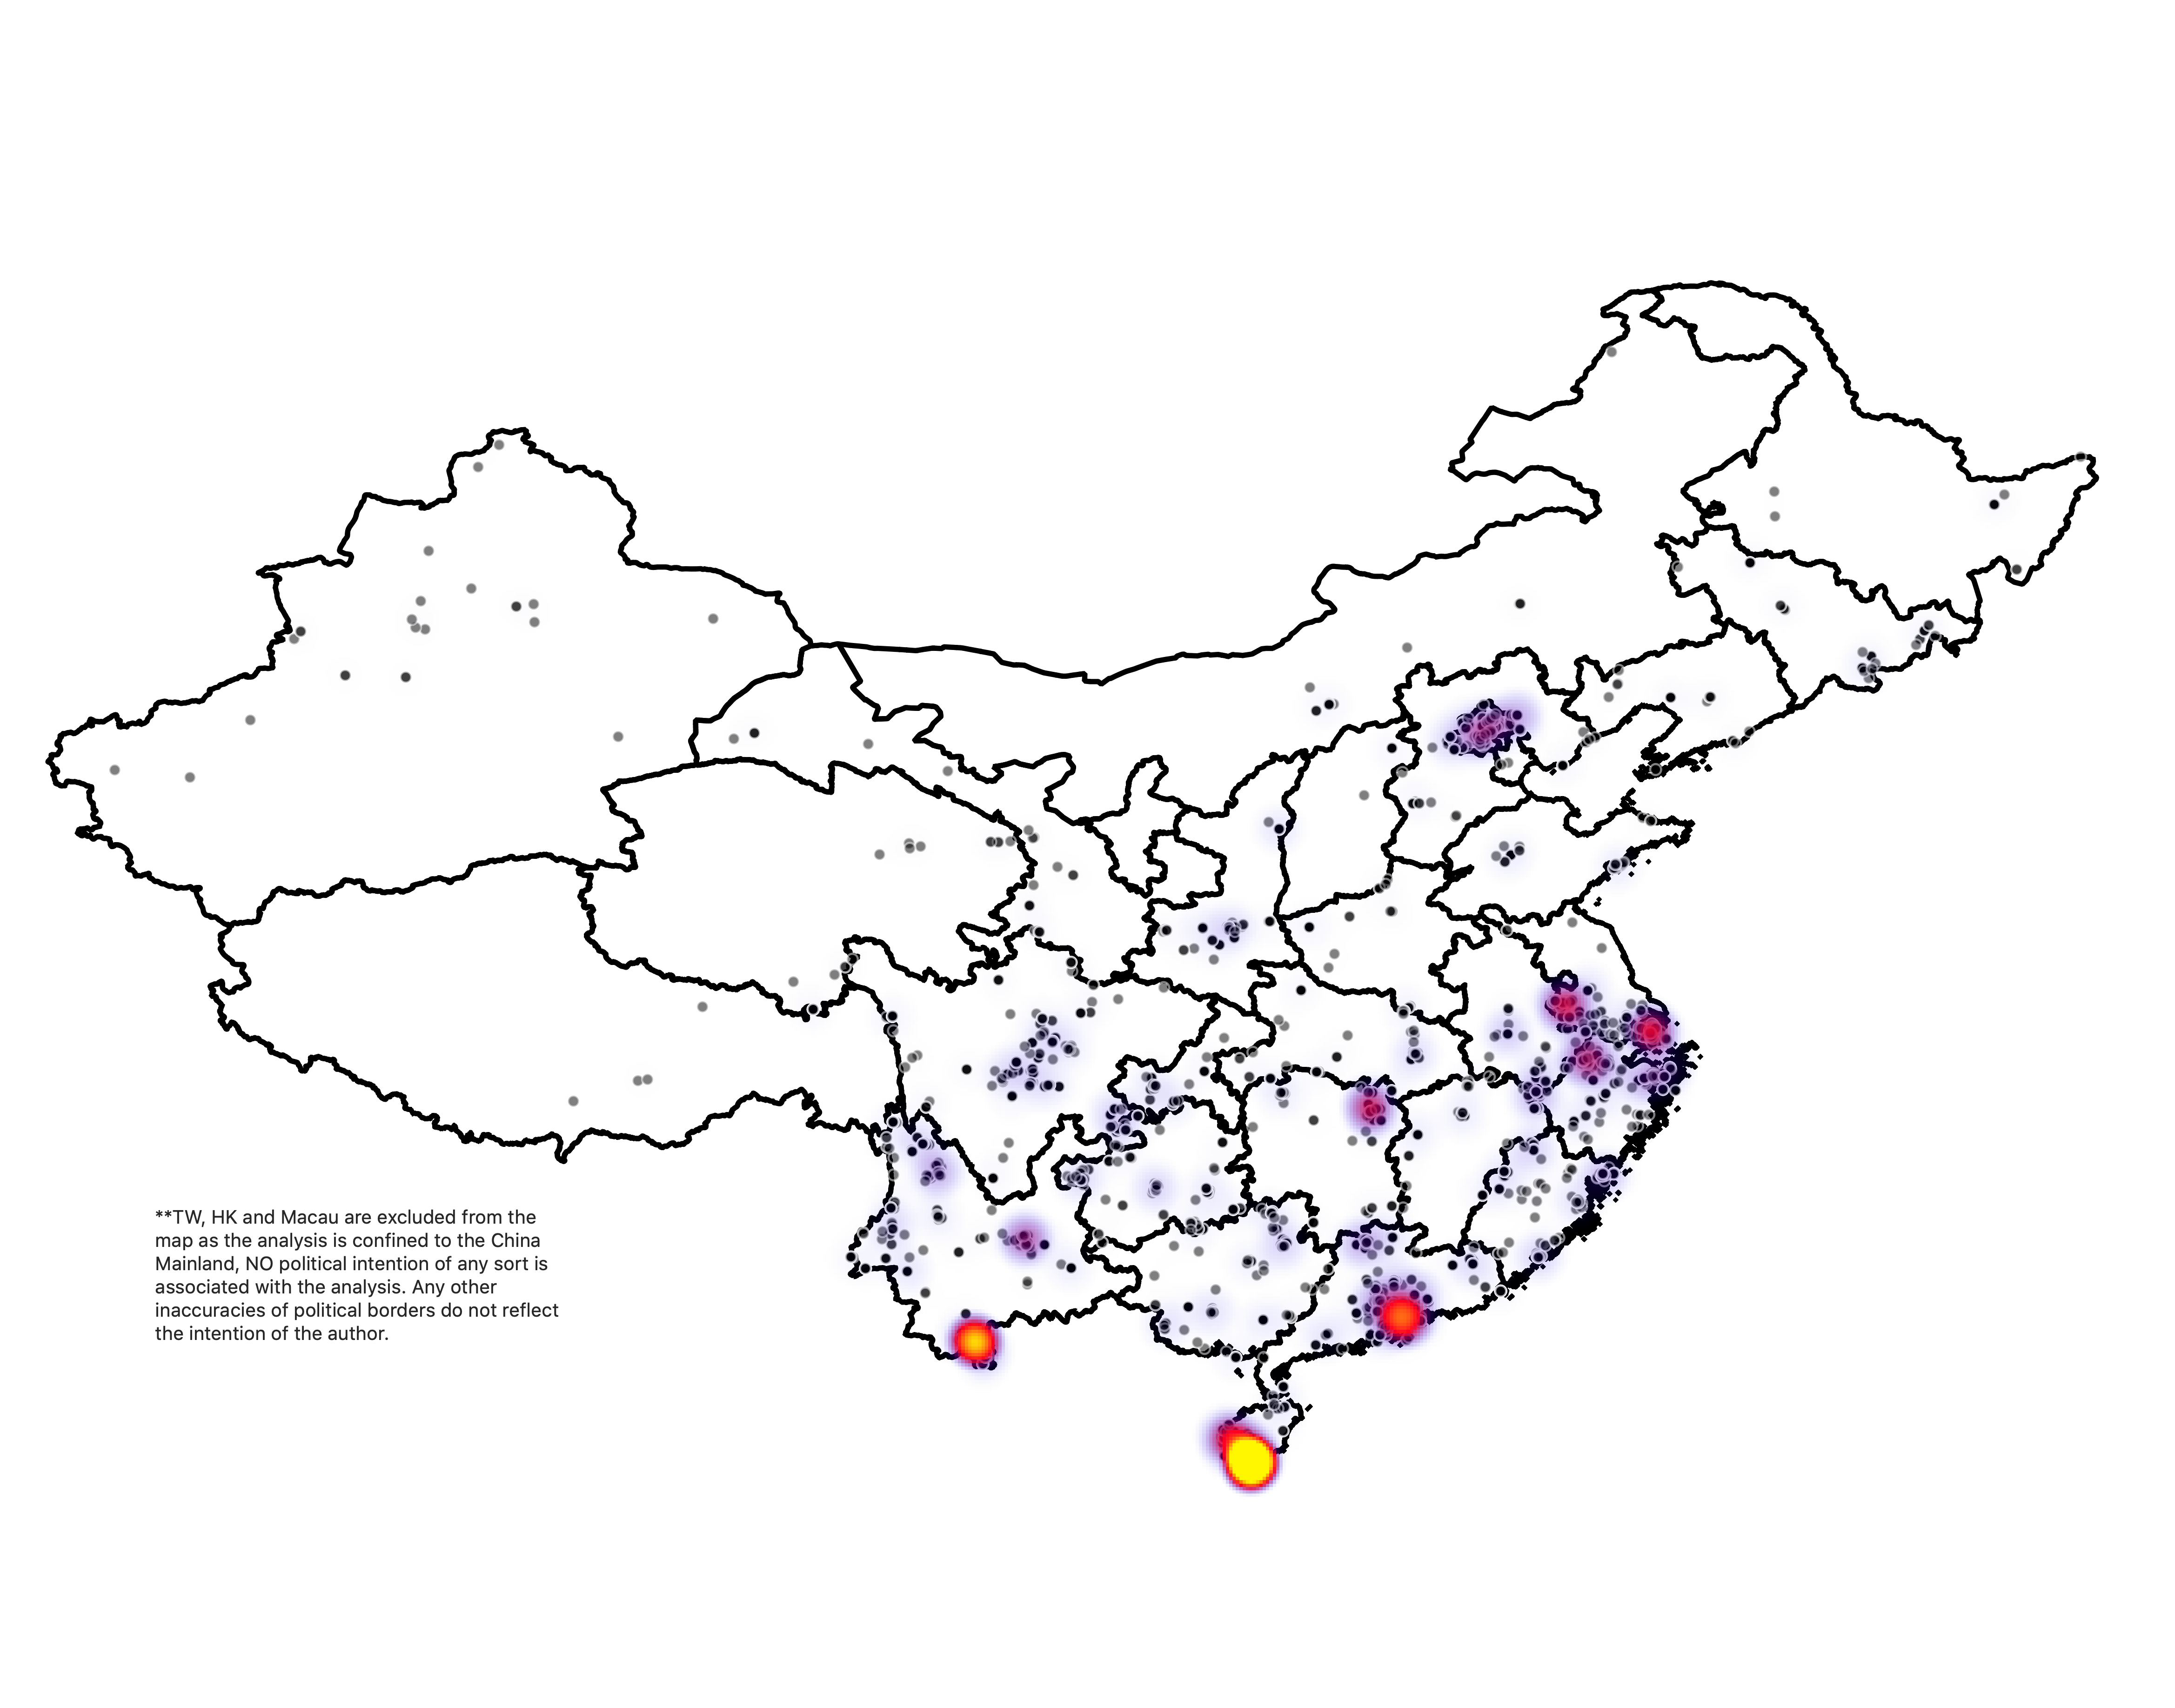 **TW, HK and Macau are excluded from the
map as the analysis is confined to the China
Mainland, NO political intention of any sort is
associated with the analysis. Any other
inaccuracies of political borders do not reflect
the intention of the author.